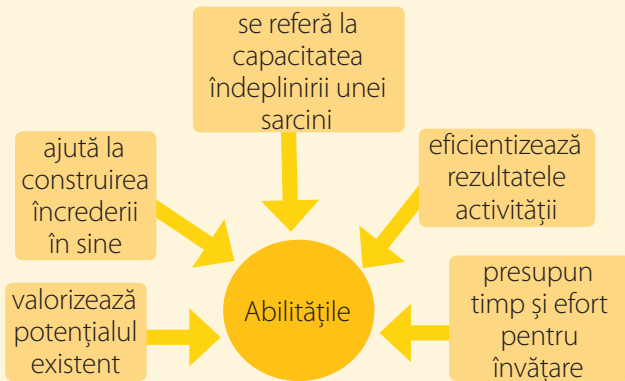 se referă la
capacitatea
îndeplinirii unei
sarcini
ajută la
construirea
încrederii
în sine
eficientizează
rezultatele
activității
valorizează
potențialul
existent
Abilitățile
presupun
timp și efort
pentru
învățare